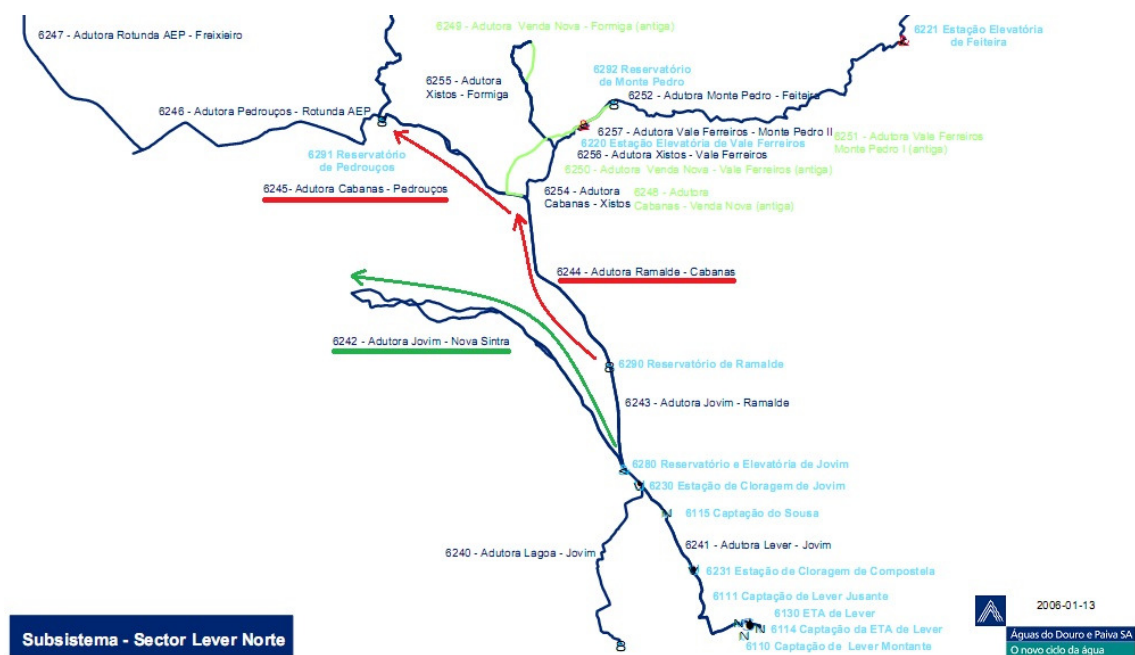 6249 - Adutora Venda Nova - Formiga (antiga)
6247 - Adutora Rotunda AEP - Freixieiro
6221 Estação Elevatória
de Feiteira
6292 Reservatório
de Monte Pedro
6255 - Adutora
Xistos - Formiga
6252 - Adutora Monte Pedro - Feiteira
6246 - Adutora Pedrouços - Rotunda AEP
6257 - Adutora Vale Ferreiros - Monte Pedro II
6251 - Adutora Vale Ferreiros
Monte Pedro I (antiga)
6220 Estação Elevatória de Vale Ferreiros
6291 Reservatório
de Pedrouços
6256 - Adutora Xistos - Vale Ferreiros
6250 - Adutora Venda Nova - Vale Ferreiros (antiga)
6245- Adutora Cabanas - Pedrouços
6254 - Adutora
Cabanas - Xistos
6248 - Adutora
Cabanas - Venda Nova (antiga)
6244 - Adutora Ramalde - Cabanas
6242 - Adutora Jovim - Nova Sintra
6290 Reservatório de Ramalde
6243 - Adutora Jovim - Ramalde
6280 Reservatório e Elevatória de Jovim
6230 Estação de Cloragem de Jovim
6115 Captação do Sousa
6240 - Adutora Lagoa - Jovim
6241 - Adutora Lever - Jovim
6231 Estação de Cloragem de Compostela
6111 Captação de Lever Jusante
6130 ETA de Lever
6114 Captação da ETA de Lever
6110 Captação de Lever Montante
2006-01-13
Subsistema - Sector Lever Norte
Águas do Douro e Paiva SA
O novo ciclo da água